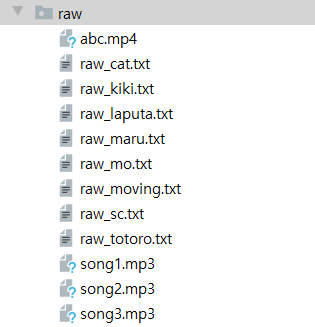 raw
abc.mp4
raw_cat.txt
raw_kiki.txt
raw_laputa.txt
raw_maru.txt
raw_mo.txt
raw_moving.txt
raw_sc.txt
raw_totoro.txt
song1.mp3
song2.mp3
song3.mp3